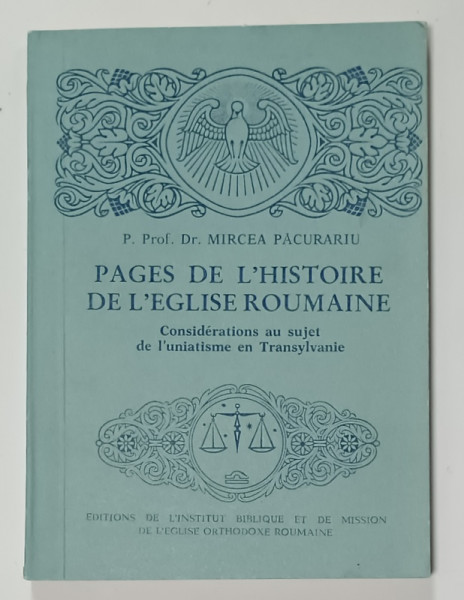 P. Prof. Dr. MIRCEA PĂCURARIU
PAGES DE L'HISTOIRE
DE L'EGLISE ROUMAINE
Considérations au sujet
de l'uniatisme en Transylvanie
EDITIONS DE L'INSTITUT BIBLIQUE ET DE MISSION
DE L'EGLISE ORTHODOXE ROUMAINE